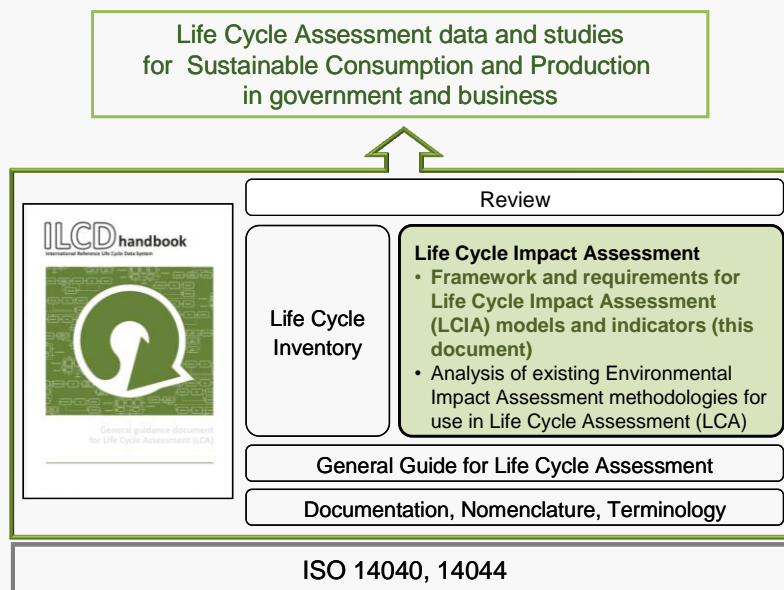 Life Cycle Assessment data and studies
for Sustainable Consumption and Production
in government and business
ILCD handbook
International Reference Life Cycle Data System
General guidance document
for Life Cycle Assessment (LCA)
Review
Life Cycle
Inventory
Life Cycle Impact Assessment
• Framework and requirements for
Life Cycle Impact Assessment
(LCIA) models and indicators (this
document)
• Analysis of existing Environmental
Impact Assessment methodologies for
use in Life Cycle Assessment (LCA)
General Guide for Life Cycle Assessment
Documentation, Nomenclature, Terminology
ISO 14040, 14044